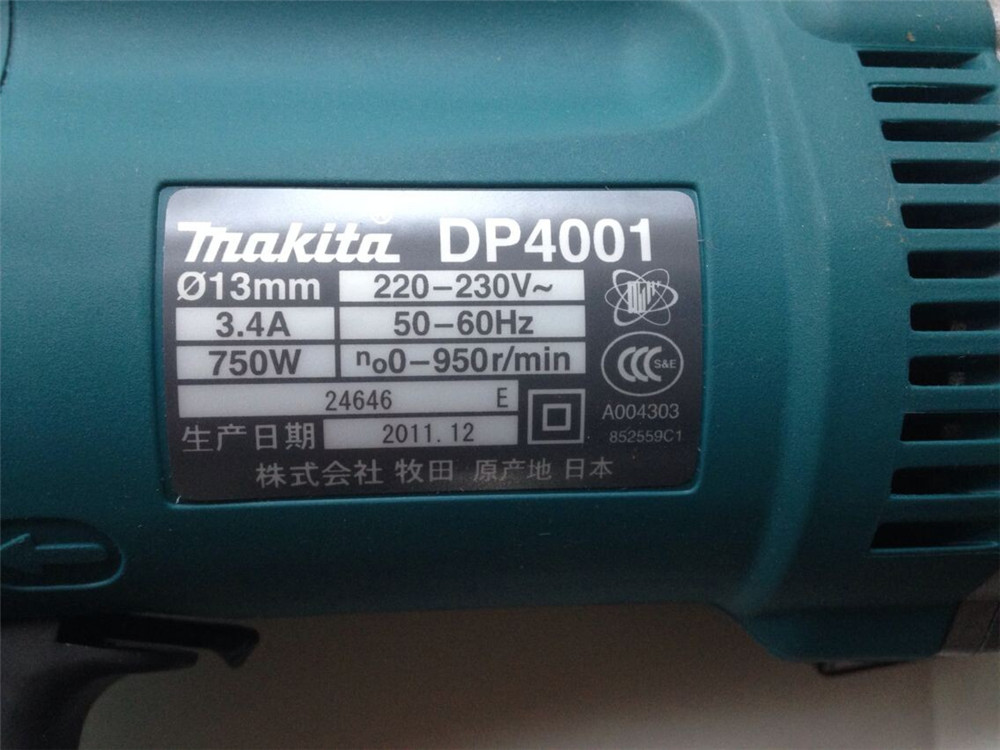 makita DP4001
Ø13mm 220-230V~
3.4A 50-60Hz
750W n₀0-950r/min
CCC S&E
24646 E
A004303
生产日期 2011.12
852559C1
株式会社 牧田 原产地 日本